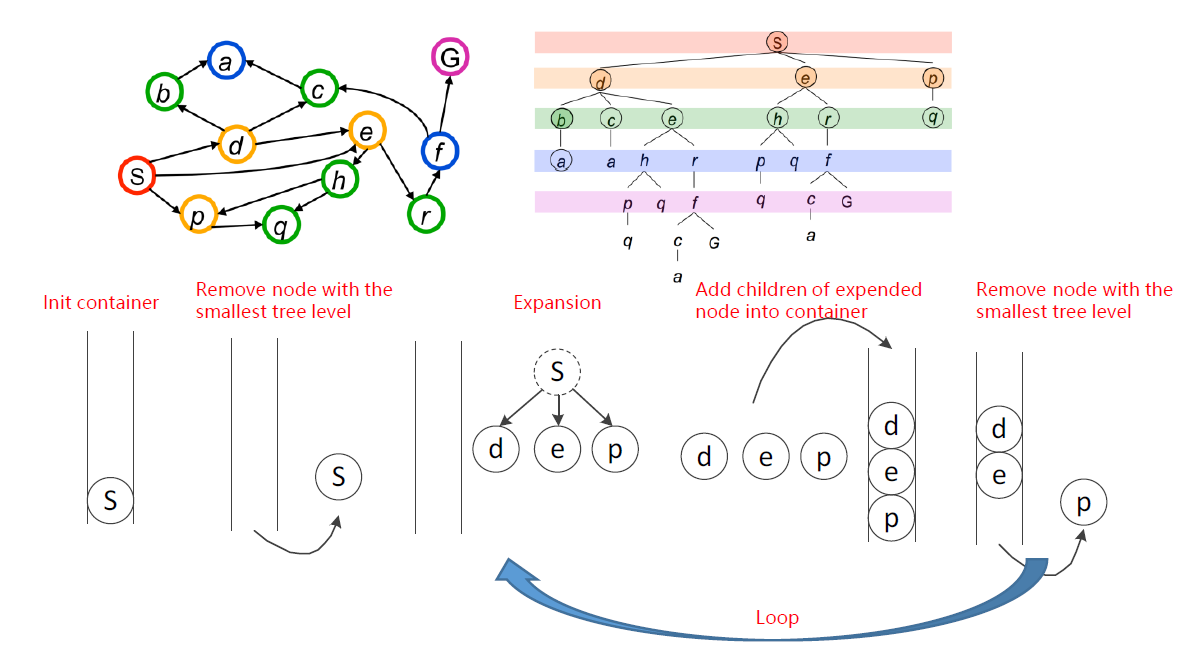 a
G
b
c
d
e
f
S
h
p
q
r
S
d e p
b c e h r q
a a h r p q f
p q f q c G
q c G a
a
Init container
Remove node with the
smallest tree level
Expansion
Add children of expended
node into container
Remove node with the
smallest tree level
S
S
S
d e p
d e p
d
e
p
d
e
p
Loop